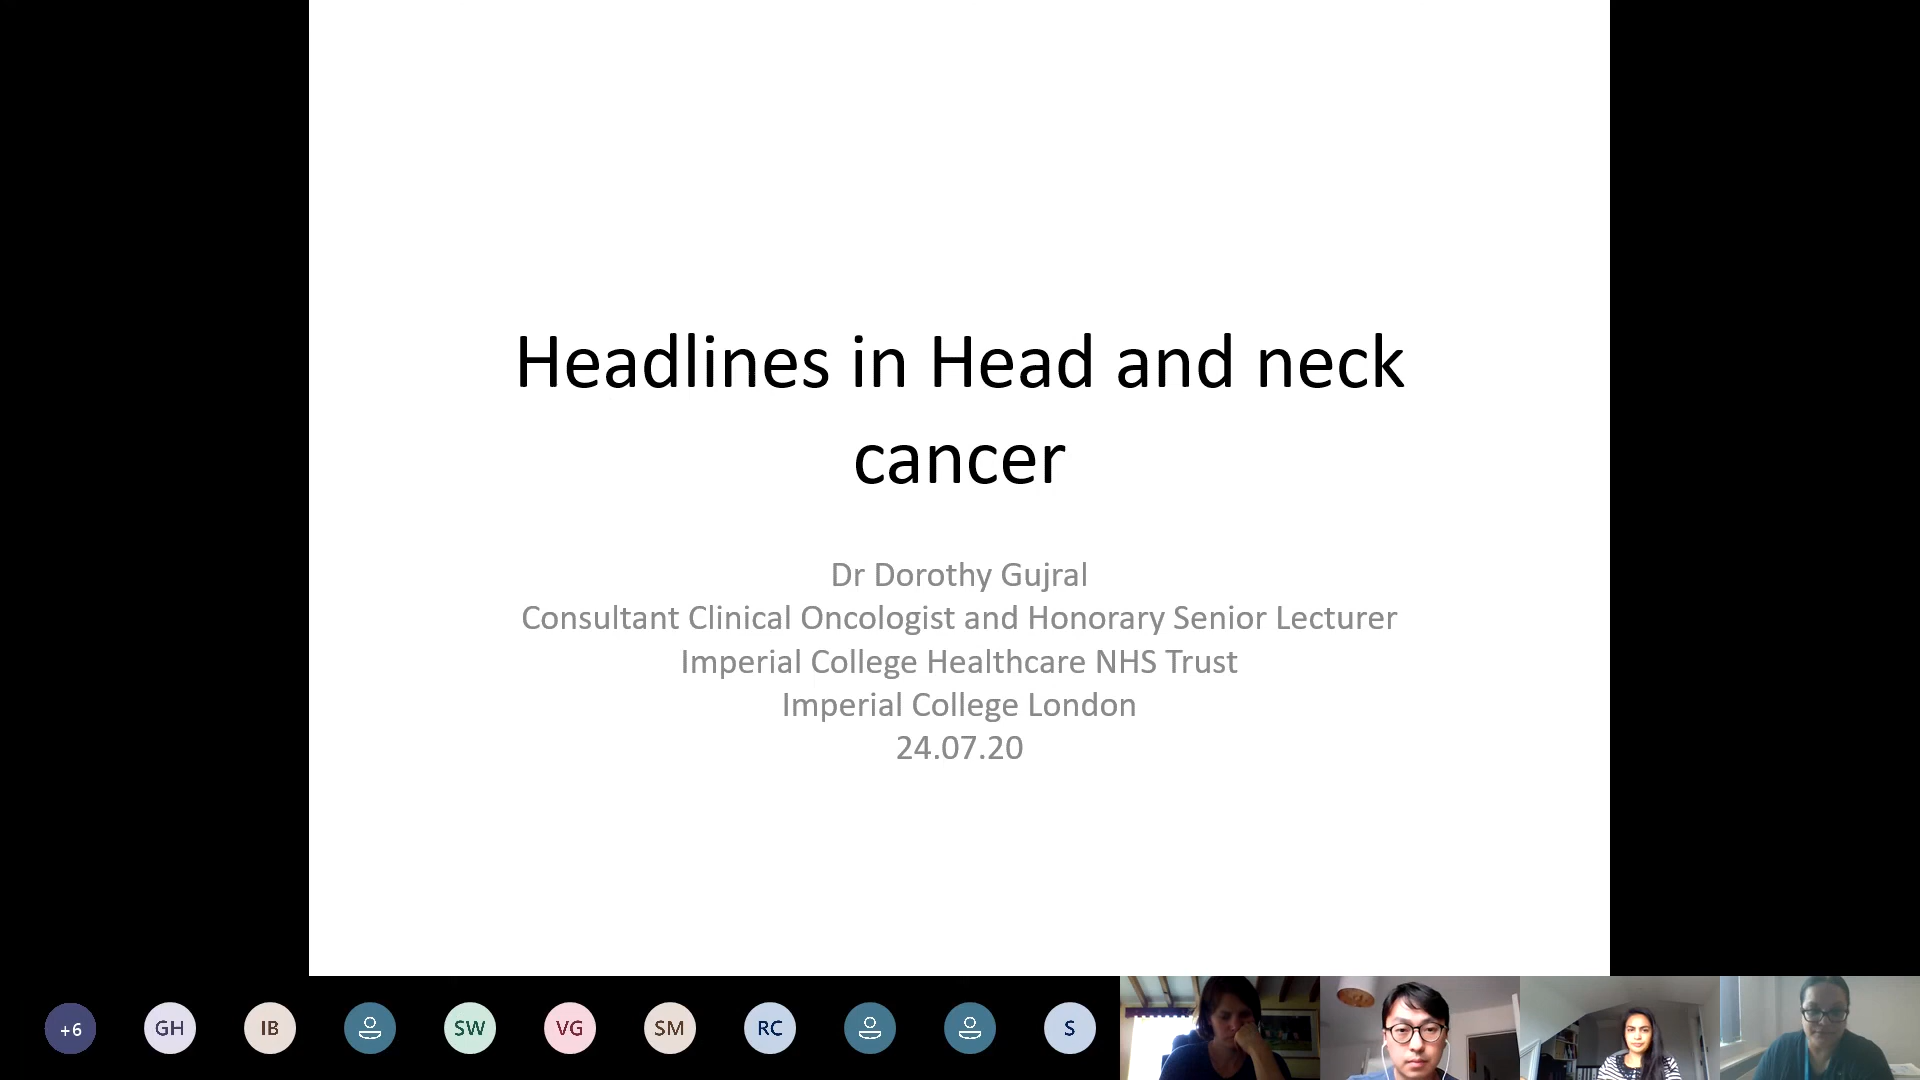 Headlines in Head and neck
cancer
Dr Dorothy Gujral
Consultant Clinical Oncologist and Honorary Senior Lecturer
Imperial College Healthcare NHS Trust
Imperial College London
24.07.20
+6
GH
IB
SW
VG
SM
RC
S